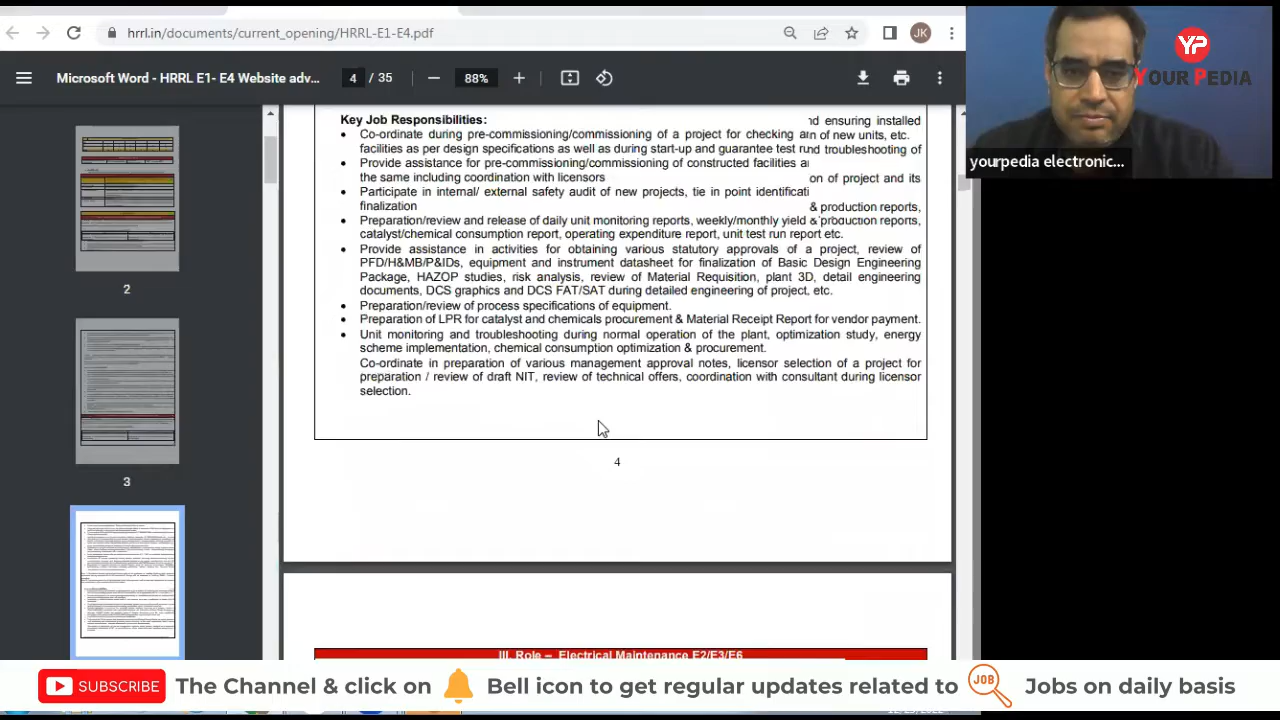 hrrl.in/documents/current_opening/HRRL-E1-E4.pdf
JK
YP
YOUR PEDIA
Microsoft Word - HRRL E1- E4 Website adv...
4 / 35
88%
yourpedia electronic...
Key Job Responsibilities:
nd ensuring installed
Co-ordinate during pre-commissioning/commissioning of a project for checking an of new units, etc.
facilities as per design specifications as well as during start-up and guarantee test ru nd troubleshooting of
Provide assistance for pre-commissioning/commissioning of constructed facilities a
the same including coordination with licensors
on of project and its
Participate in internal/ external safety audit of new projects, tie in point identificati
finalization
& production reports,
Preparation/review and release of daily unit monitoring reports, weekly/monthly yield & production reports,
catalyst/chemical consumption report, operating expenditure report, unit test run report etc.
Provide assistance in activities for obtaining various statutory approvals of a project, review of
PFD/H&MB/P&IDs, equipment and instrument datasheet for finalization of Basic Design Engineering
Package, HAZOP studies, risk analysis, review of Material Requisition, plant 3D, detail engineering
documents, DCS graphics and DCS FAT/SAT during detailed engineering of project, etc.
Preparation/review of process specifications of equipment.
Preparation of LPR for catalyst and chemicals procurement & Material Receipt Report for vendor payment.
Unit monitoring and troubleshooting during normal operation of the plant, optimization study, energy
scheme implementation, chemical consumption optimization & procurement.
Co-ordinate in preparation of various management approval notes, licensor selection of a project for
preparation / review of draft NIT, review of technical offers, coordination with consultant during licensor
selection.
4
2
3
III. Role – Electrical Maintenance E2/E3/E6
SUBSCRIBE
The Channel & click on
Bell icon to get regular updates related to
JOB
Jobs on daily basis